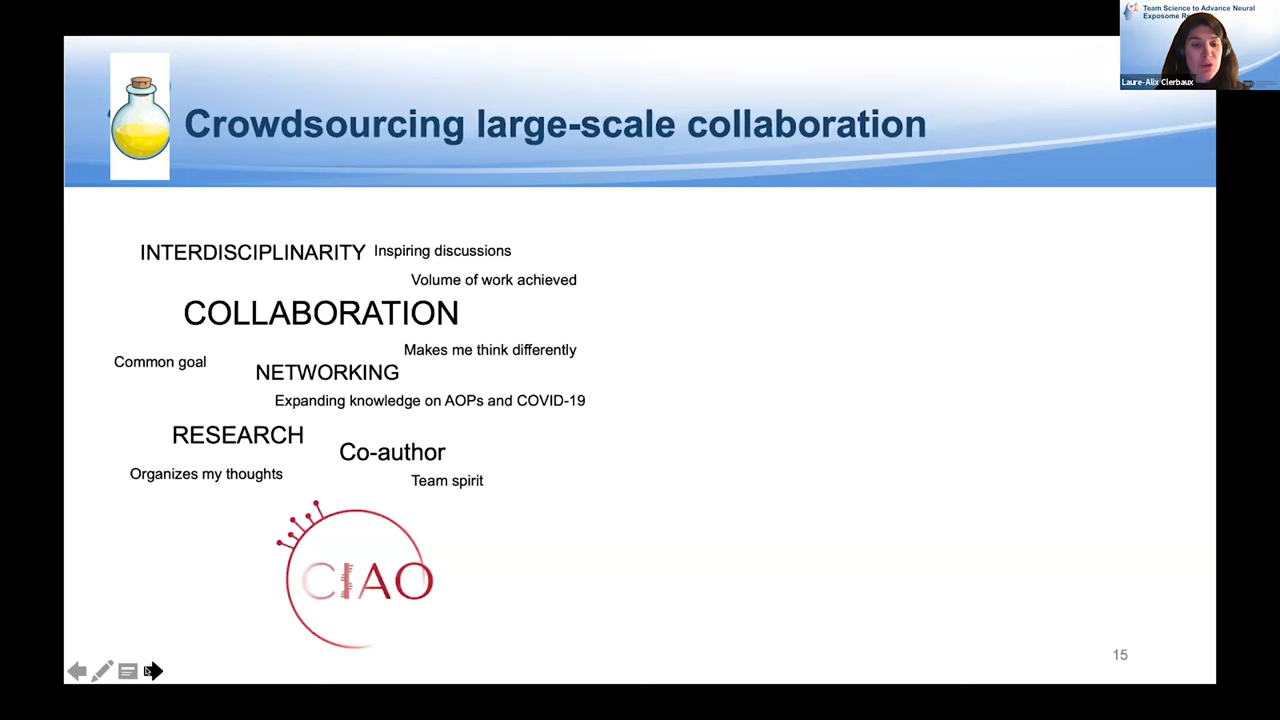 Team Science to Advance Neural
Exposome Re
Laure-Alix Clerbaux
Crowdsourcing large-scale collaboration
INTERDISCIPLINARITY Inspiring discussions
Volume of work achieved
COLLABORATION
Makes me think differently
Common goal
NETWORKING
Expanding knowledge on AOPs and COVID-19
RESEARCH
Co-author
Organizes my thoughts
Team spirit
CIAO
15